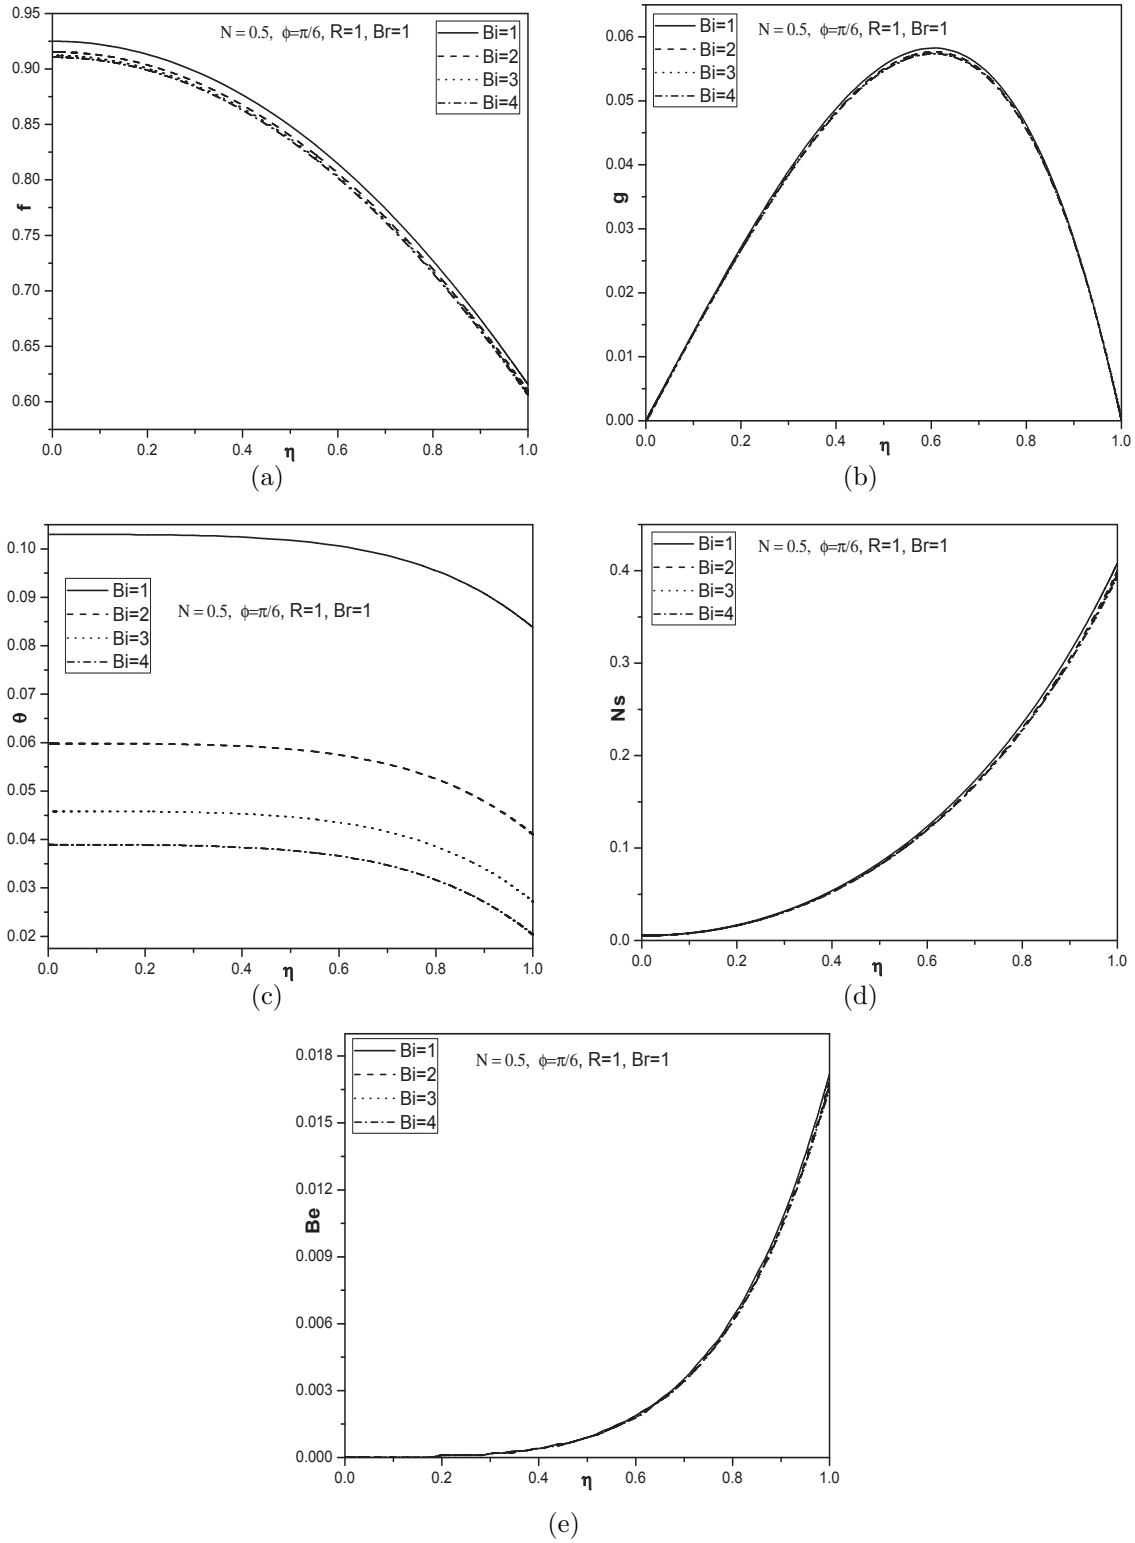 N = 0.5, ϕ=π/6, R=1, Br=1
Bi=1
Bi=2
Bi=3
Bi=4
0.95
0.90
0.85
0.80
0.75
0.70
0.65
0.60
f
0.0 0.2 0.4 0.6 0.8 1.0
η
(a)
N = 0.5, ϕ=π/6, R=1, Br=1
Bi=1
Bi=2
Bi=3
Bi=4
0.06
0.05
0.04
0.03
0.02
0.01
0.00
g
0.0 0.2 0.4 0.6 0.8 1.0
η
(b)
Bi=1
Bi=2
Bi=3
Bi=4
N = 0.5, ϕ=π/6, R=1, Br=1
0.10
0.09
0.08
0.07
0.06
0.05
0.04
0.03
0.02
θ
0.0 0.2 0.4 0.6 0.8 1.0
η
(c)
Bi=1
Bi=2
Bi=3
Bi=4
N = 0.5, ϕ=π/6, R=1, Br=1
0.4
0.3
0.2
0.1
0.0
Ns
0.0 0.2 0.4 0.6 0.8 1.0
η
(d)
Bi=1
Bi=2
Bi=3
Bi=4
N = 0.5, ϕ=π/6, R=1, Br=1
0.018
0.015
0.012
0.009
0.006
0.003
0.000
Be
0.0 0.2 0.4 0.6 0.8 1.0
η
(e)